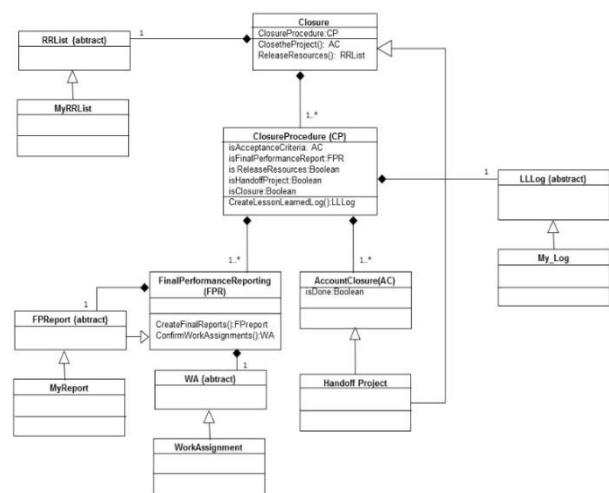 Closure
ClosureProcedure:CP
ClosetheProject(): AC
ReleaseResources(): RRList
RRList {abtract}
1
MyRRList
1..*
ClosureProcedure (CP)
isAcceptanceCriteria: AC
isFinalPerformanceReport:FPR
is ReleaseResources:Boolean
isHandoffProject:Boolean
isClosure:Boolean
CreateLessonLearnedLog():LLLog
1
LLLog {abstract}
My_Log
1..*
1..*
FinalPerformanceReporting
(FPR)
CreateFinalReports():FPreport
ConfirmWorkAssignments():WA
AccountClosure(AC)
isDone:Boolean
1
FPReport {abtract}
MyReport
1
WA {abtract}
Handoff Project
WorkAssignment